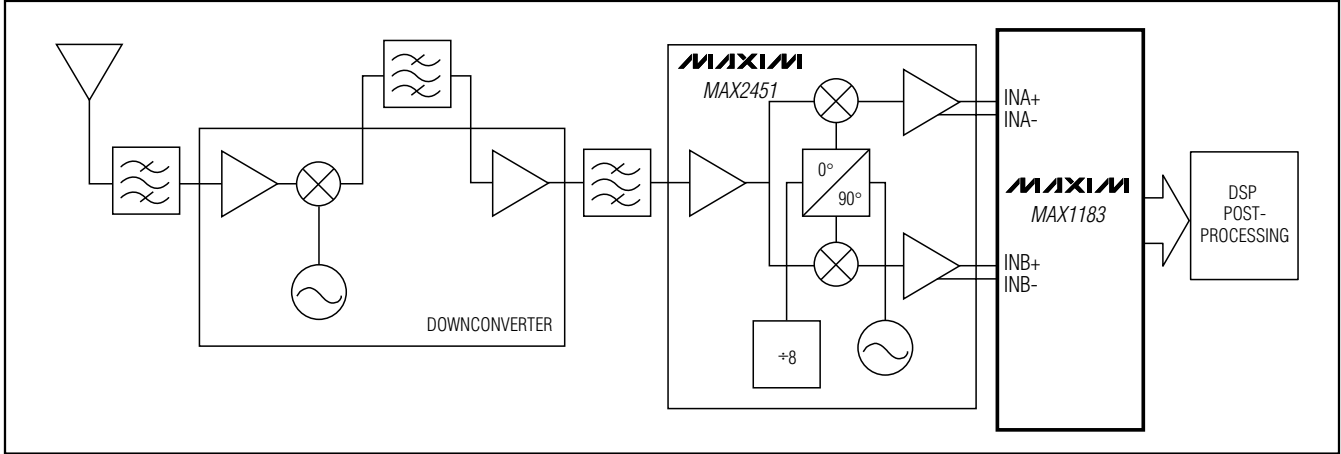 DOWNCONVERTER
MAXIM
MAX2451
0°
90°
÷8
INA+
INA-
MAXIM
MAX1183
INB+
INB-
DSP
POST-
PROCESSING